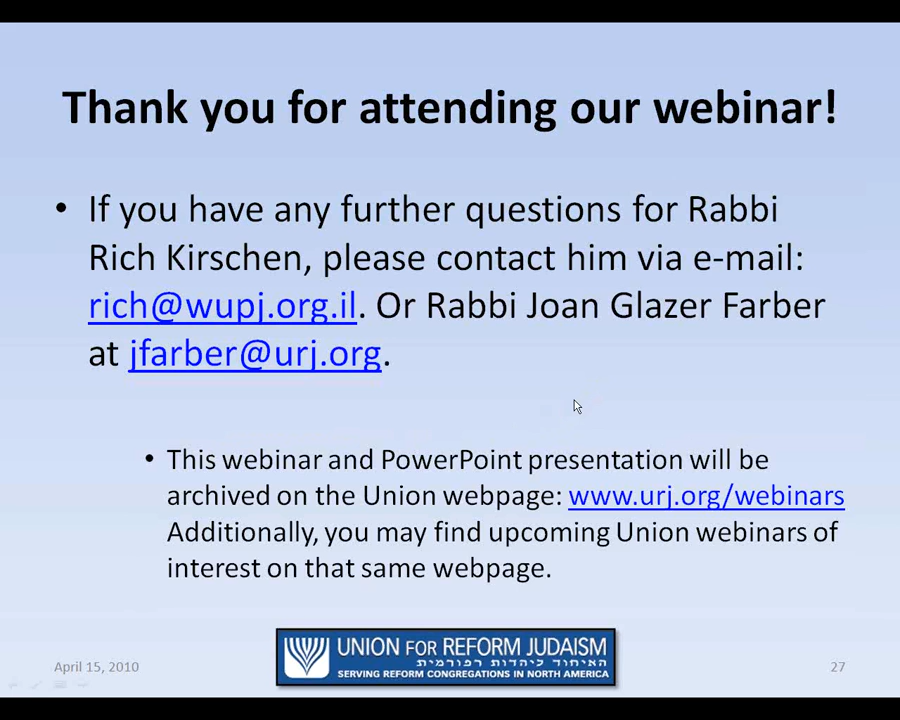 Thank you for attending our webinar!
• If you have any further questions for Rabbi
Rich Kirschen, please contact him via e-mail:
rich@wupj.org.il. Or Rabbi Joan Glazer Farber
at jfarber@urj.org.
• This webinar and PowerPoint presentation will be
archived on the Union webpage: www.urj.org/webinars
Additionally, you may find upcoming Union webinars of
interest on that same webpage.
UNION FOR REFORM JUDAISM
האיחוד ליהדות רפורמית
SERVING REFORM CONGREGATIONS IN NORTH AMERICA
April 15, 2010
27